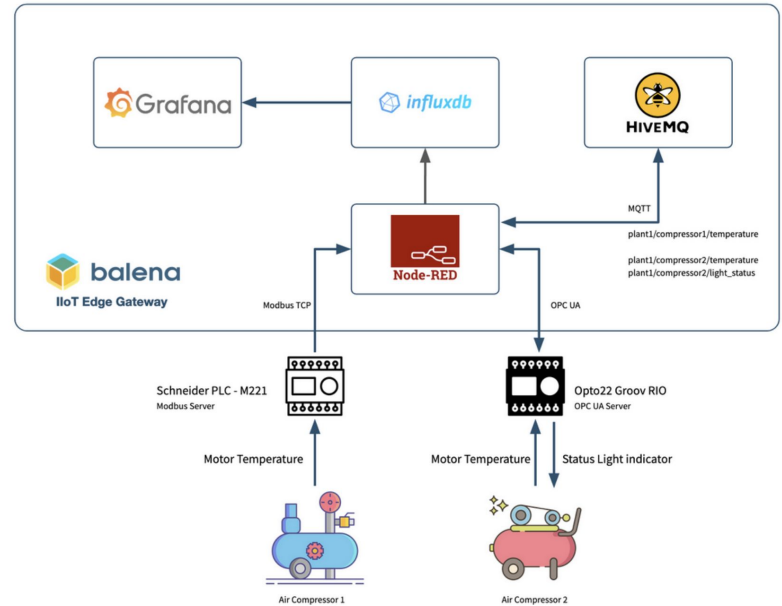 Grafana
influxdb
HIVEMQ
MQTT
plant1/compressor1/temperature
plant1/compressor2/temperature
plant1/compressor2/light_status
Node-RED
balena
IIoT Edge Gateway
Modbus TCP
OPC UA
Schneider PLC - M221
Modbus Server
Opto22 Groov RIO
OPC UA Server
Motor Temperature
Motor Temperature
Status Light indicator
Air Compressor 1
Air Compressor 2